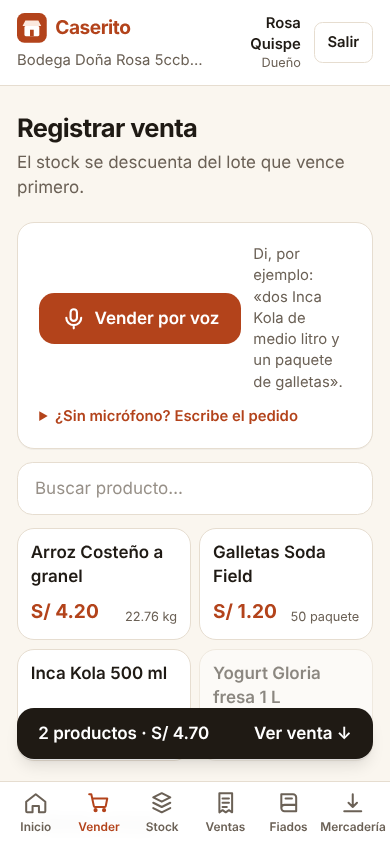 Caserito
Bodega Doña Rosa 5ccb...
Rosa
Quispe
Dueño
Salir
Registrar venta
El stock se descuenta del lote que vence
primero.
Vender por voz
Di, por
ejemplo:
«dos Inca
Kola de
medio litro y
un paquete
de galletas».
¿Sin micrófono? Escribe el pedido
Buscar producto...
Arroz Costeño a
granel
S/ 4.20
22.76 kg
Galletas Soda
Field
S/ 1.20
50 paquete
Inca Kola 500 ml
Yogurt Gloria
fresa 1 L
2 productos · S/ 4.70
Ver venta ↓
Inicio
Vender
Stock
Ventas
Fiados
Mercadería